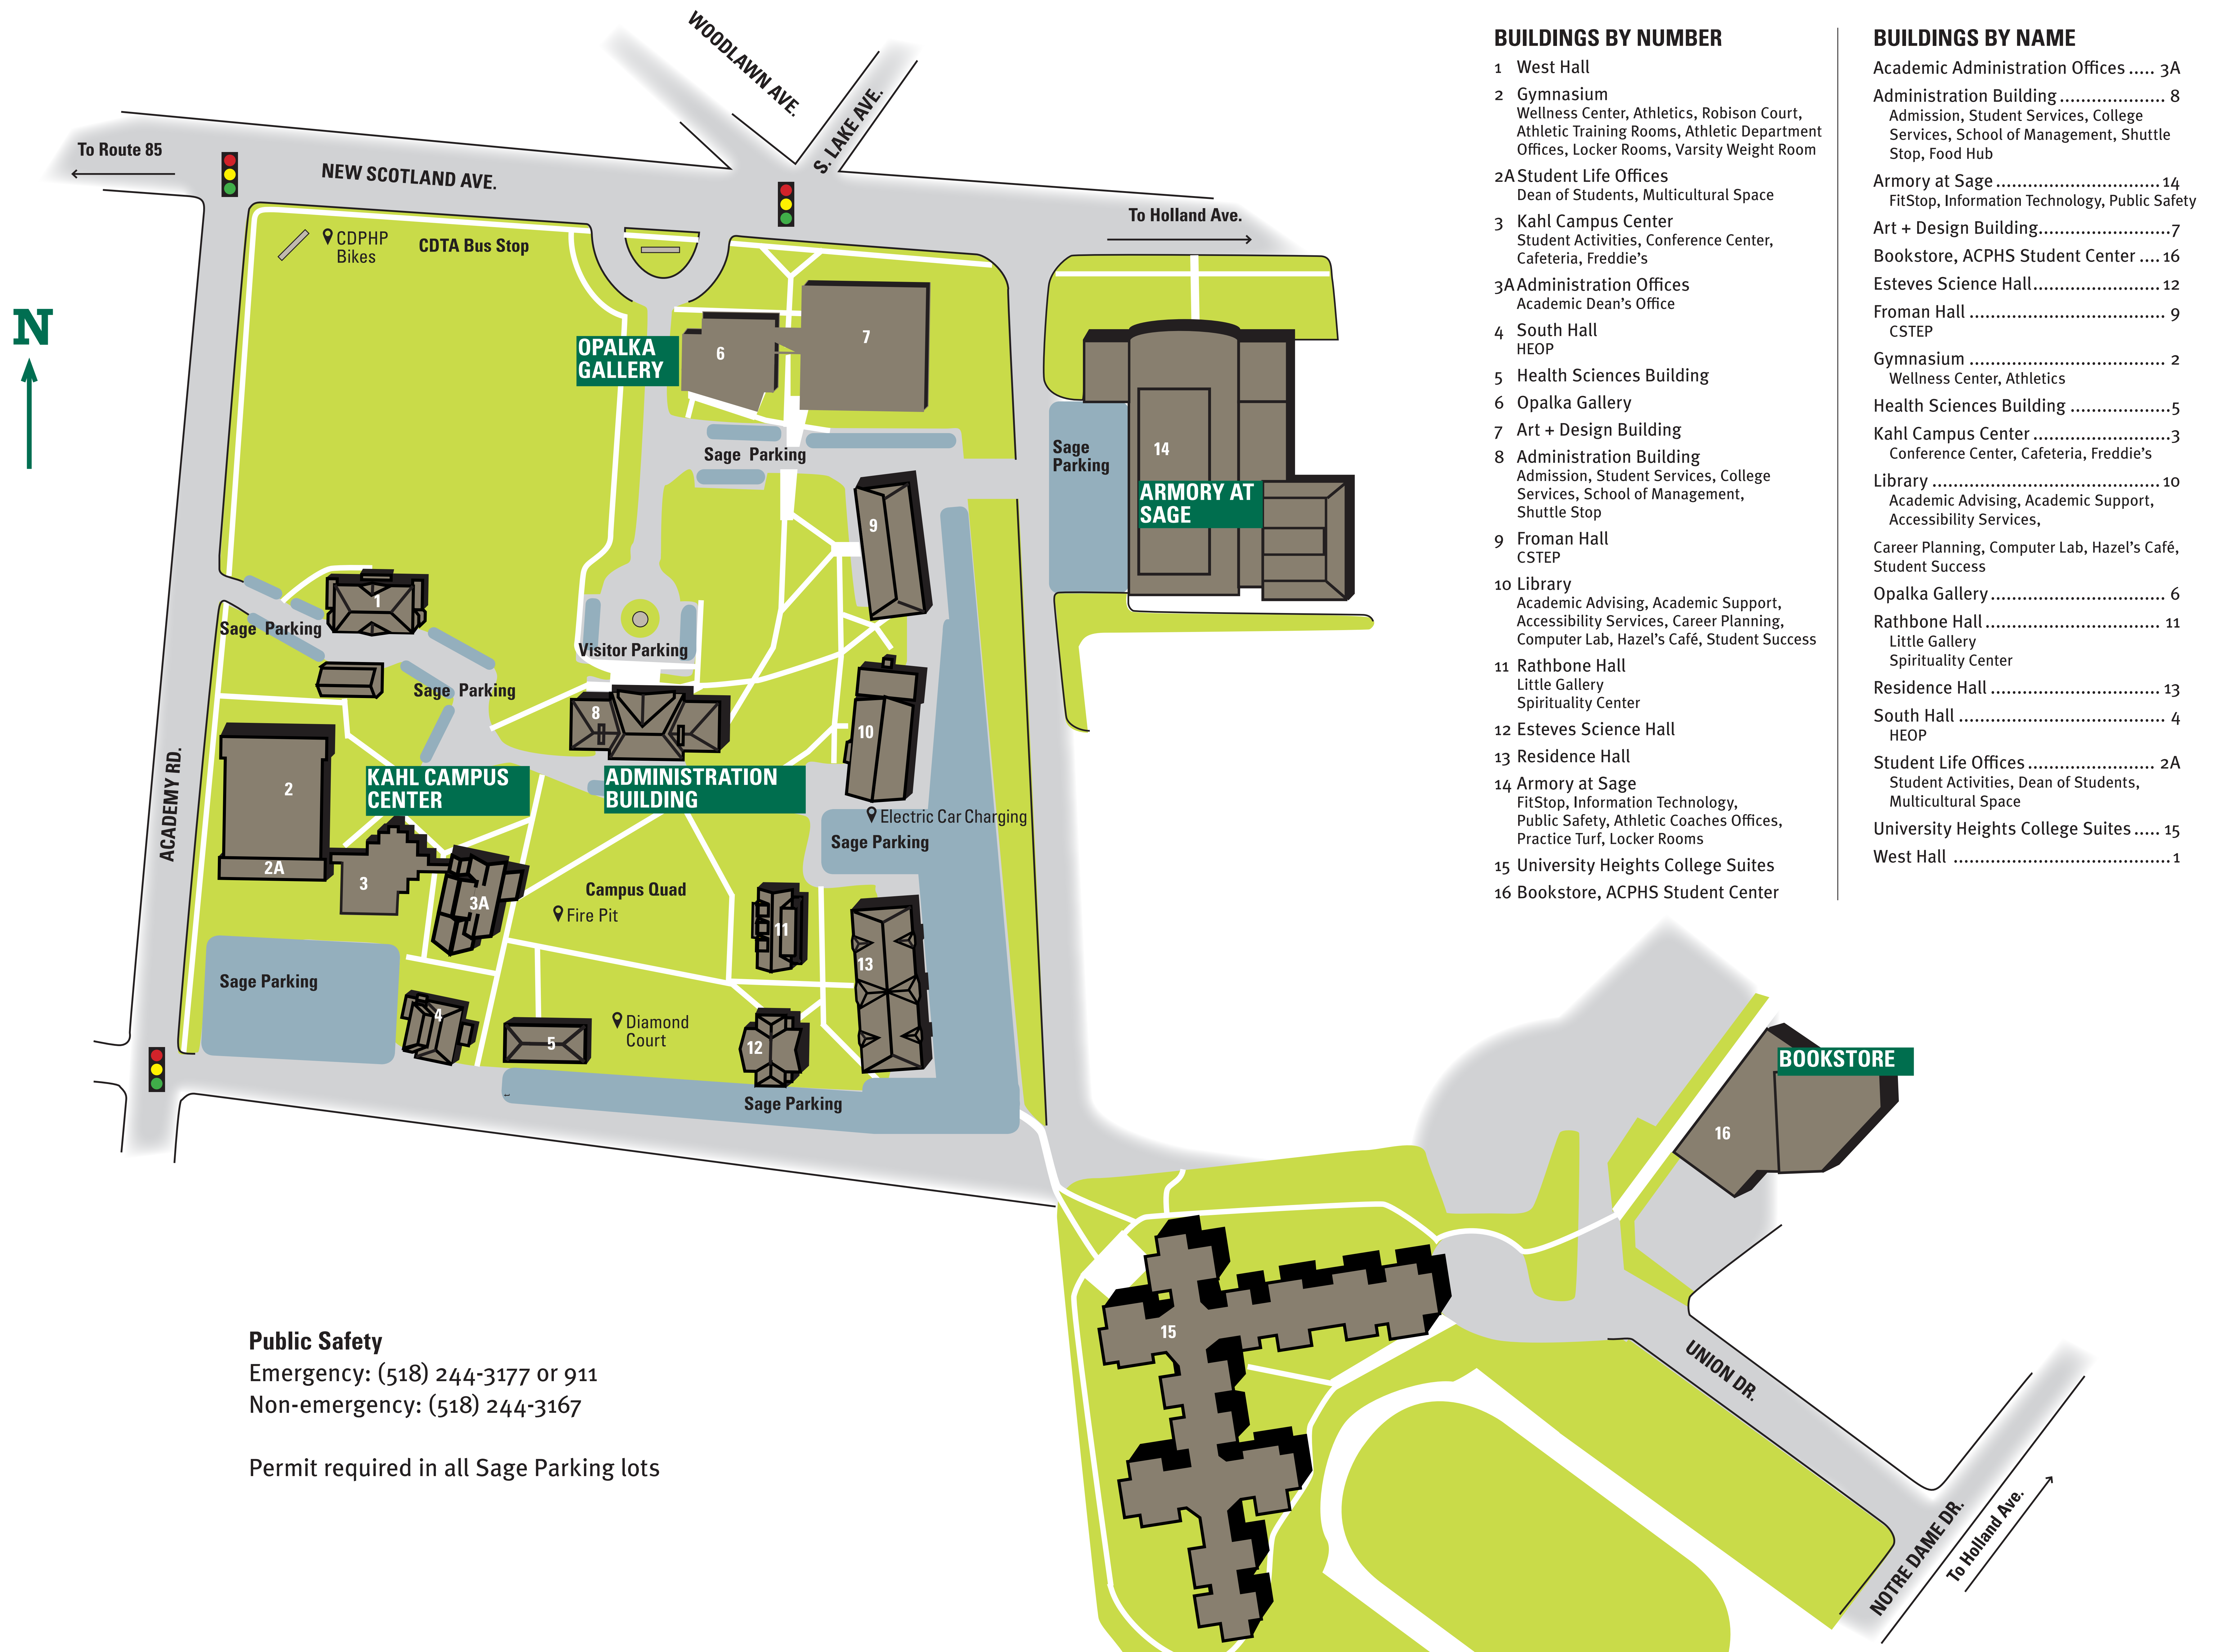 WOODLAWN AVE.
S. LAKE AVE.
To Route 85
NEW SCOTLAND AVE.
To Holland Ave.
CDPHP
Bikes
CDTA Bus Stop
N
OPALKA
GALLERY
6
7
Sage Parking
Sage
Parking
14
ARMORY AT
SAGE
9
1
Sage Parking
Visitor Parking
Sage Parking
8
10
ACADEMY RD.
2
KAHL CAMPUS
CENTER
ADMINISTRATION
BUILDING
Electric Car Charging
Sage Parking
2A
3
3A
Campus Quad
Fire Pit
11
13
Sage Parking
4
5
Diamond
Court
12
Sage Parking
BOOKSTORE
16
15
UNION DR.
NOTRE DAME DR.
To Holland Ave.
Public Safety
Emergency: (518) 244-3177 or 911
Non-emergency: (518) 244-3167
Permit required in all Sage Parking lots
BUILDINGS BY NUMBER
1 West Hall
2 Gymnasium
Wellness Center, Athletics, Robison Court,
Athletic Training Rooms, Athletic Department
Offices, Locker Rooms, Varsity Weight Room
2A Student Life Offices
Dean of Students, Multicultural Space
3 Kahl Campus Center
Student Activities, Conference Center,
Cafeteria, Freddie's
3A Administration Offices
Academic Dean's Office
4 South Hall
HEOP
5 Health Sciences Building
6 Opalka Gallery
7 Art + Design Building
8 Administration Building
Admission, Student Services, College
Services, School of Management,
Shuttle Stop
9 Froman Hall
CSTEP
10 Library
Academic Advising, Academic Support,
Accessibility Services, Career Planning,
Computer Lab, Hazel's Café, Student Success
11 Rathbone Hall
Little Gallery
Spirituality Center
12 Esteves Science Hall
13 Residence Hall
14 Armory at Sage
FitStop, Information Technology,
Public Safety, Athletic Coaches Offices,
Practice Turf, Locker Rooms
15 University Heights College Suites
16 Bookstore, ACPHS Student Center
BUILDINGS BY NAME
Academic Administration Offices ..... 3A
Administration Building .................... 8
Admission, Student Services, College
Services, School of Management, Shuttle
Stop, Food Hub
Armory at Sage ............................... 14
FitStop, Information Technology, Public Safety
Art + Design Building......................... 7
Bookstore, ACPHS Student Center .... 16
Esteves Science Hall........................ 12
Froman Hall ..................................... 9
CSTEP
Gymnasium ..................................... 2
Wellness Center, Athletics
Health Sciences Building ................... 5
Kahl Campus Center .......................... 3
Conference Center, Cafeteria, Freddie's
Library ........................................... 10
Academic Advising, Academic Support,
Accessibility Services,
Career Planning, Computer Lab, Hazel's Café,
Student Success
Opalka Gallery ................................. 6
Rathbone Hall ................................. 11
Little Gallery
Spirituality Center
Residence Hall ................................ 13
South Hall ....................................... 4
HEOP
Student Life Offices ........................ 2A
Student Activities, Dean of Students,
Multicultural Space
University Heights College Suites ..... 15
West Hall ......................................... 1